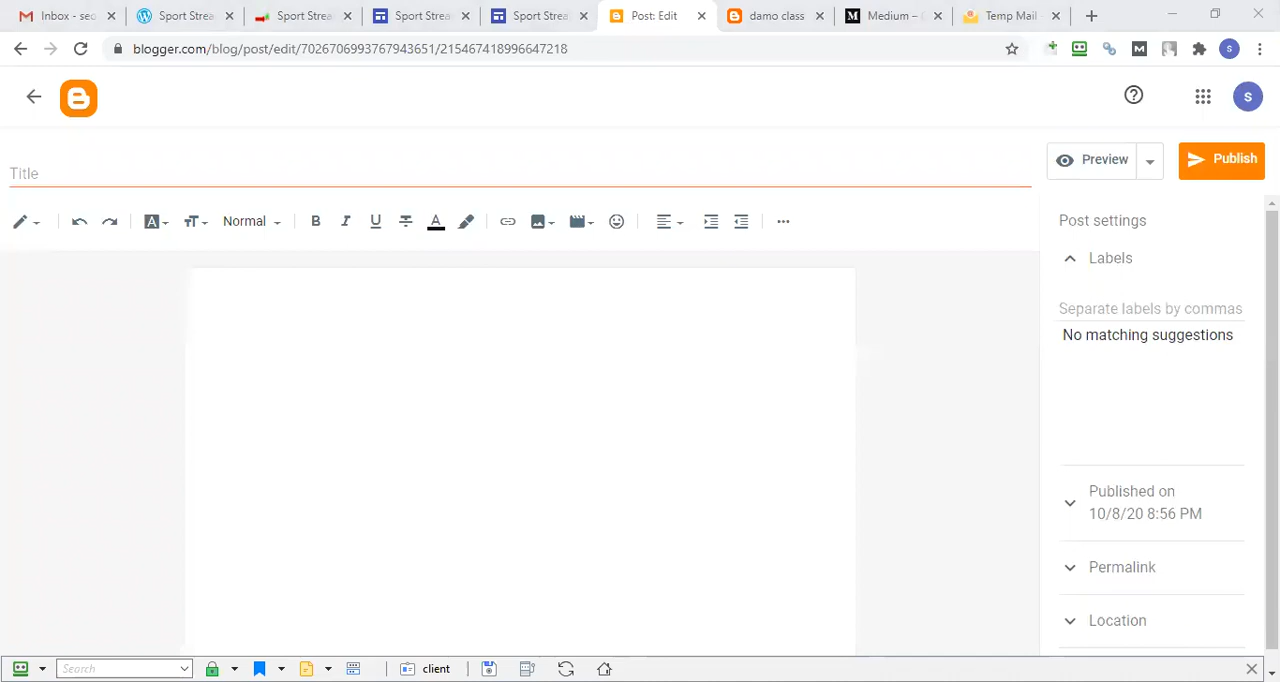 Inbox - sec
Sport Strea
Sport Strea
Sport Strea
Sport Strea
Post: Edit
damo class
Medium –
Temp Mail
blogger.com/blog/post/edit/7026706993767943651/215467418996647218
M
s
S
Title
Preview
Publish
Normal
B
I
U
A
Post settings
Labels
Separate labels by commas
No matching suggestions
Published on
10/8/20 8:56 PM
Permalink
Location
Search
client